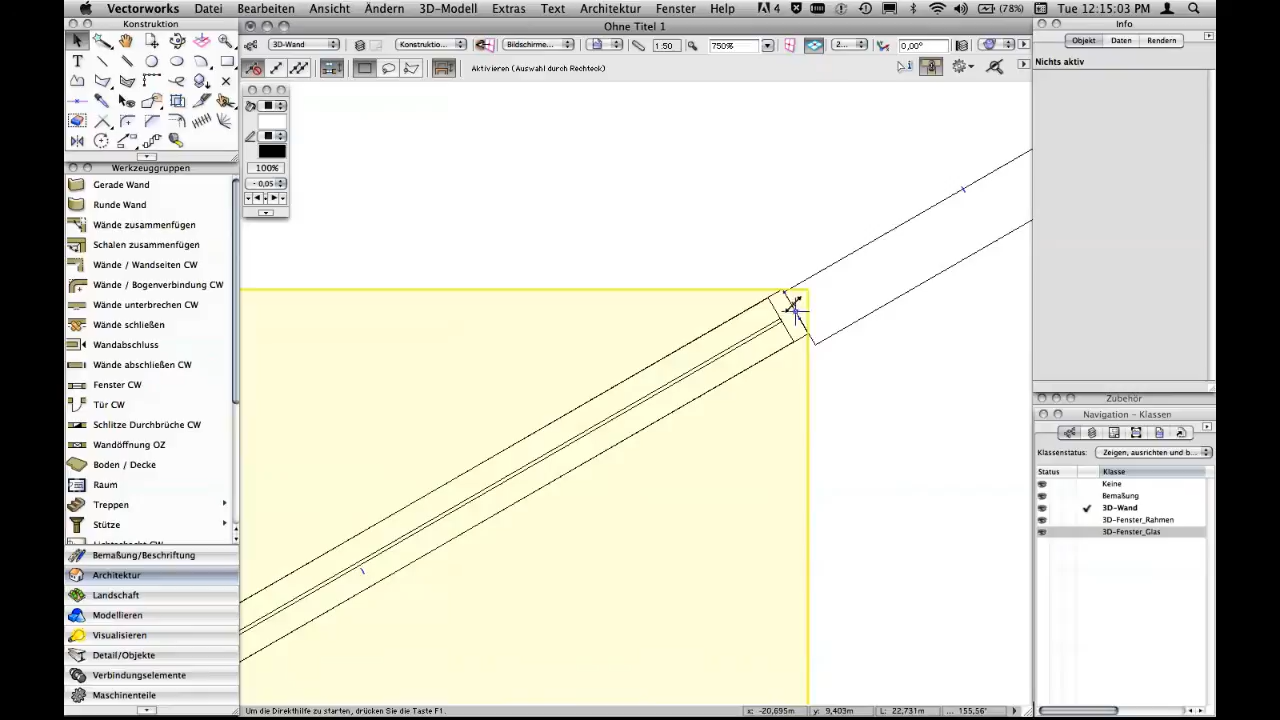 Vectorworks Datei Bearbeiten Ansicht Ändern 3D-Modell Extras Text Architektur Fenster Hilfe 4 (78%) Tue 12:15:03 PM
Konstruktion
Ohne Titel 1
Info
3D-Wand Konstruktio... Bildschirme... 1:50 750% 2... 0,00°
Objekt Daten Rendern
Aktivieren (Auswahl durch Rechteck)
Nichts aktiv
100%
0,05
Werkzeuggruppen
Gerade Wand
Runde Wand
Wände zusammenfügen
Schalen zusammenfügen
Wände / Wandseiten CW
Wände / Bogenverbindung CW
Wände unterbrechen CW
Wände schließen
Wandabschluss
Wände abschließen CW
Fenster CW
Tür CW
Schlitze Durchbrüche CW
Wandöffnung OZ
Boden / Decke
Raum
Treppen
Stütze
Bemaßung/Beschriftung
Architektur
Landschaft
Modellieren
Visualisieren
Detail/Objekte
Verbindungselemente
Maschinenteile
Zubehör
Navigation - Klassen
Klassenstatus: Zeigen, ausrichten und b...
Status Klasse
Keine
Bemaßung
3D-Wand
3D-Fenster_Rahmen
3D-Fenster_Glas
Um die Direkthilfe zu starten, drücken Sie die Taste F1. x: -20,695m y: 9,403m L: 22,731m ... 155,56°